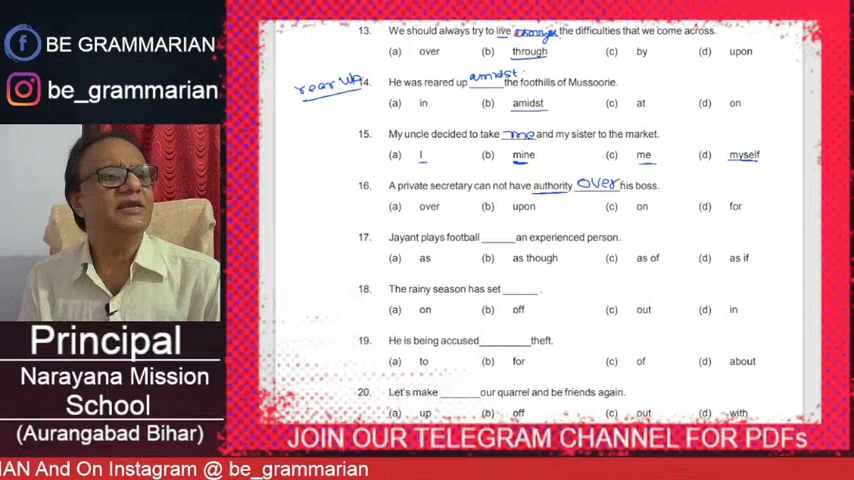 BE GRAMMARIAN
be_grammarian
Principal
Narayana Mission
School
(Aurangabad Bihar)
13. We should always try to live through the difficulties that we come across.
(a) over (b) through (c) by (d) upon
rear up
14. He was reared up amidst the foothills of Mussoorie.
(a) in (b) amidst (c) at (d) on
15. My uncle decided to take me and my sister to the market.
(a) I (b) mine (c) me (d) myself
16. A private secretary can not have authority over his boss.
(a) over (b) upon (c) on (d) for
17. Jayant plays football ______ an experienced person.
(a) as (b) as though (c) as of (d) as if
18. The rainy season has set ______ .
(a) on (b) off (c) out (d) in
19. He is being accused_________ theft.
(a) to (b) for (c) of (d) about
20. Let's make _______ our quarrel and be friends again.
(a) up (b) off (c) out (d) with
JOIN OUR TELEGRAM CHANNEL FOR PDFs
IAN And On Instagram @ be_grammarian